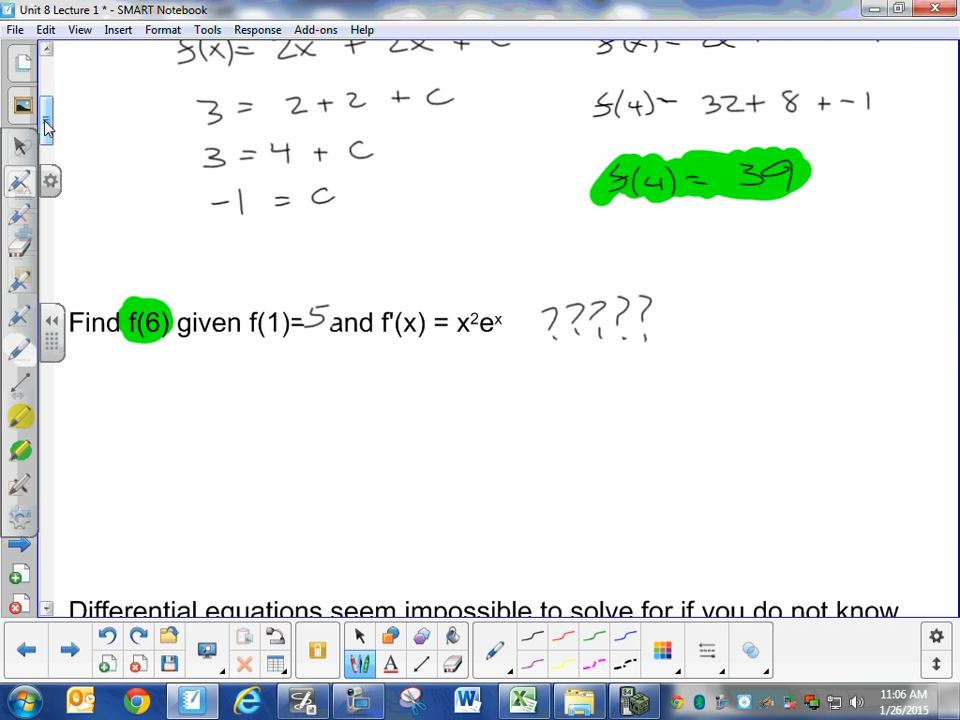 Unit 8 Lecture 1 * - SMART Notebook
File Edit View Insert Format Tools Response Add-ons Help
3 = 2 + 2 + C
f(4) = 32 + 8 + -1
3 = 4 + C
f(4) = 39
-1 = C
Find f(6) given f(1)=5 and f'(x) = x²eˣ ?????
Differential equations seem impossible to solve for if you do not know
11:06 AM
1/26/2015